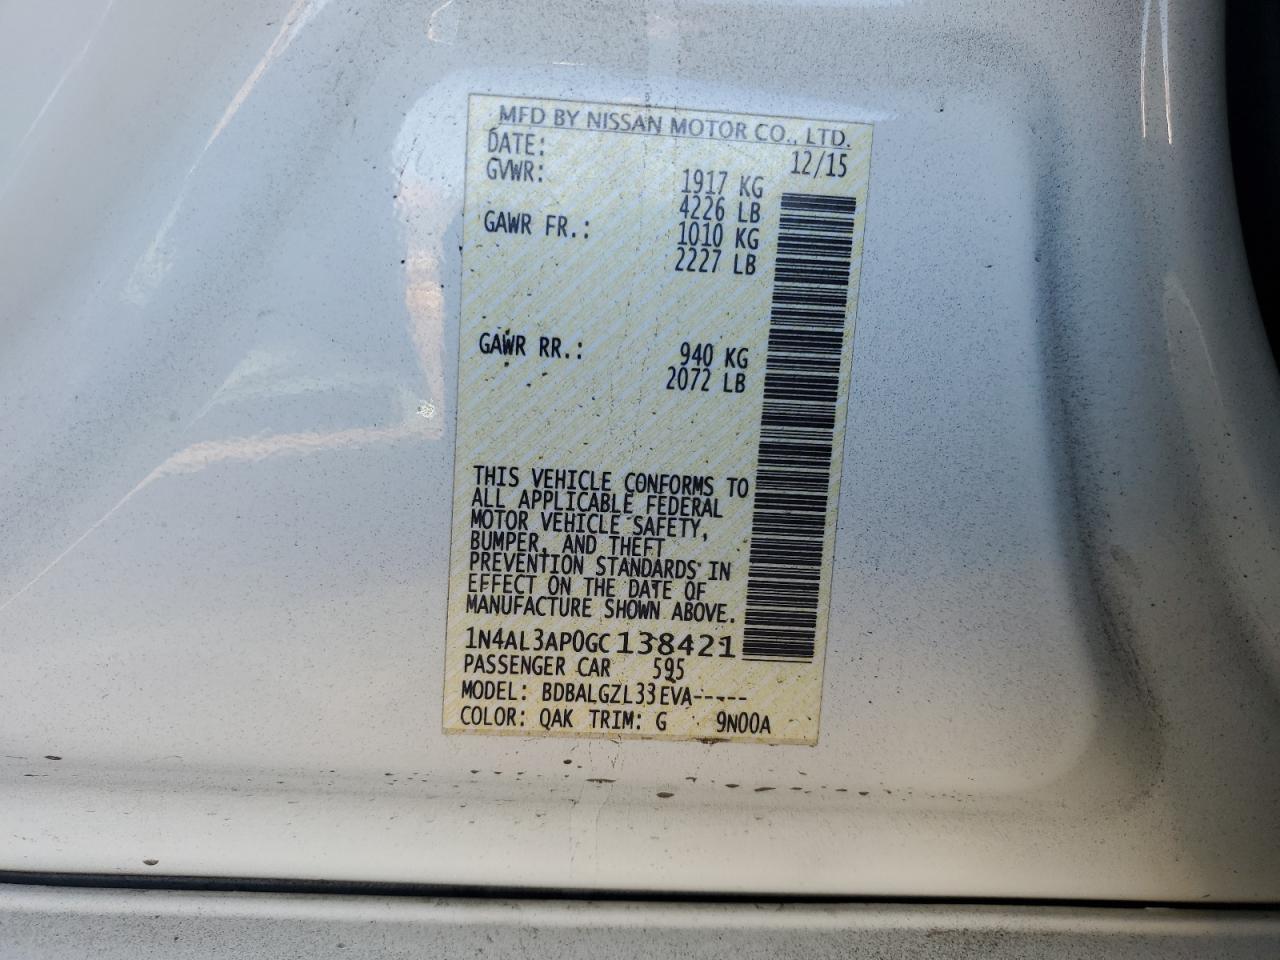 MFD BY NISSAN MOTOR CO., LTD.
DATE: 12/15
GVWR: 1917 KG
4226 LB
GAWR FR.: 1010 KG
2227 LB
GAWR RR.: 940 KG
2072 LB
THIS VEHICLE CONFORMS TO
ALL APPLICABLE FEDERAL
MOTOR VEHICLE SAFETY,
BUMPER, AND THEFT
PREVENTION STANDARDS IN
EFFECT ON THE DATE OF
MANUFACTURE SHOWN ABOVE.
1N4AL3AP0GC138421
PASSENGER CAR 595
MODEL: BDBALGZL33EVA-----
COLOR: QAK TRIM: G 9N00A